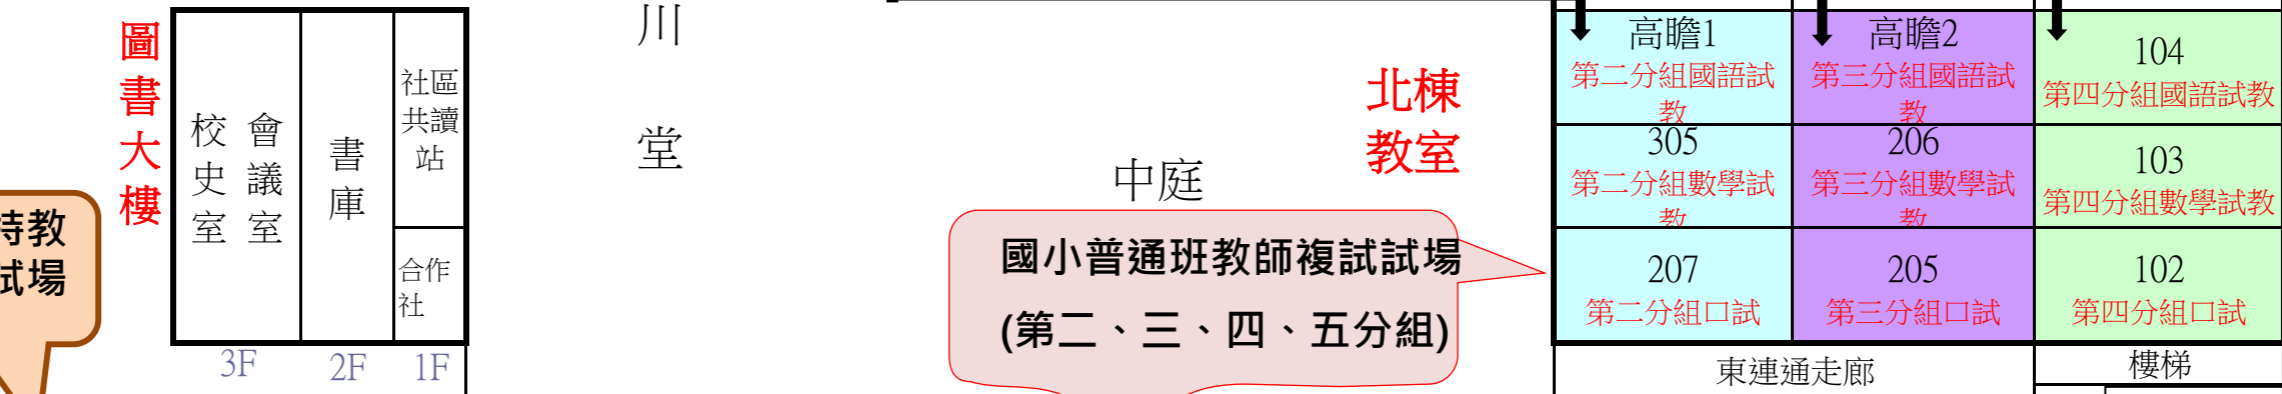 圖書大樓
校史室
會議室
書庫
社區
共讀
站
合作
社
3F
2F
1F
特教
試場
川堂
中庭
北棟
教室
國小普通班教師複試試場
(第二、三、四、五分組)
高瞻1
第二分組國語試
教
高瞻2
第三分組國語試
教
104
第四分組國語試教
305
第二分組數學試
教
206
第三分組數學試
教
103
第四分組數學試教
207
第二分組口試
205
第三分組口試
102
第四分組口試
東連通走廊
樓梯